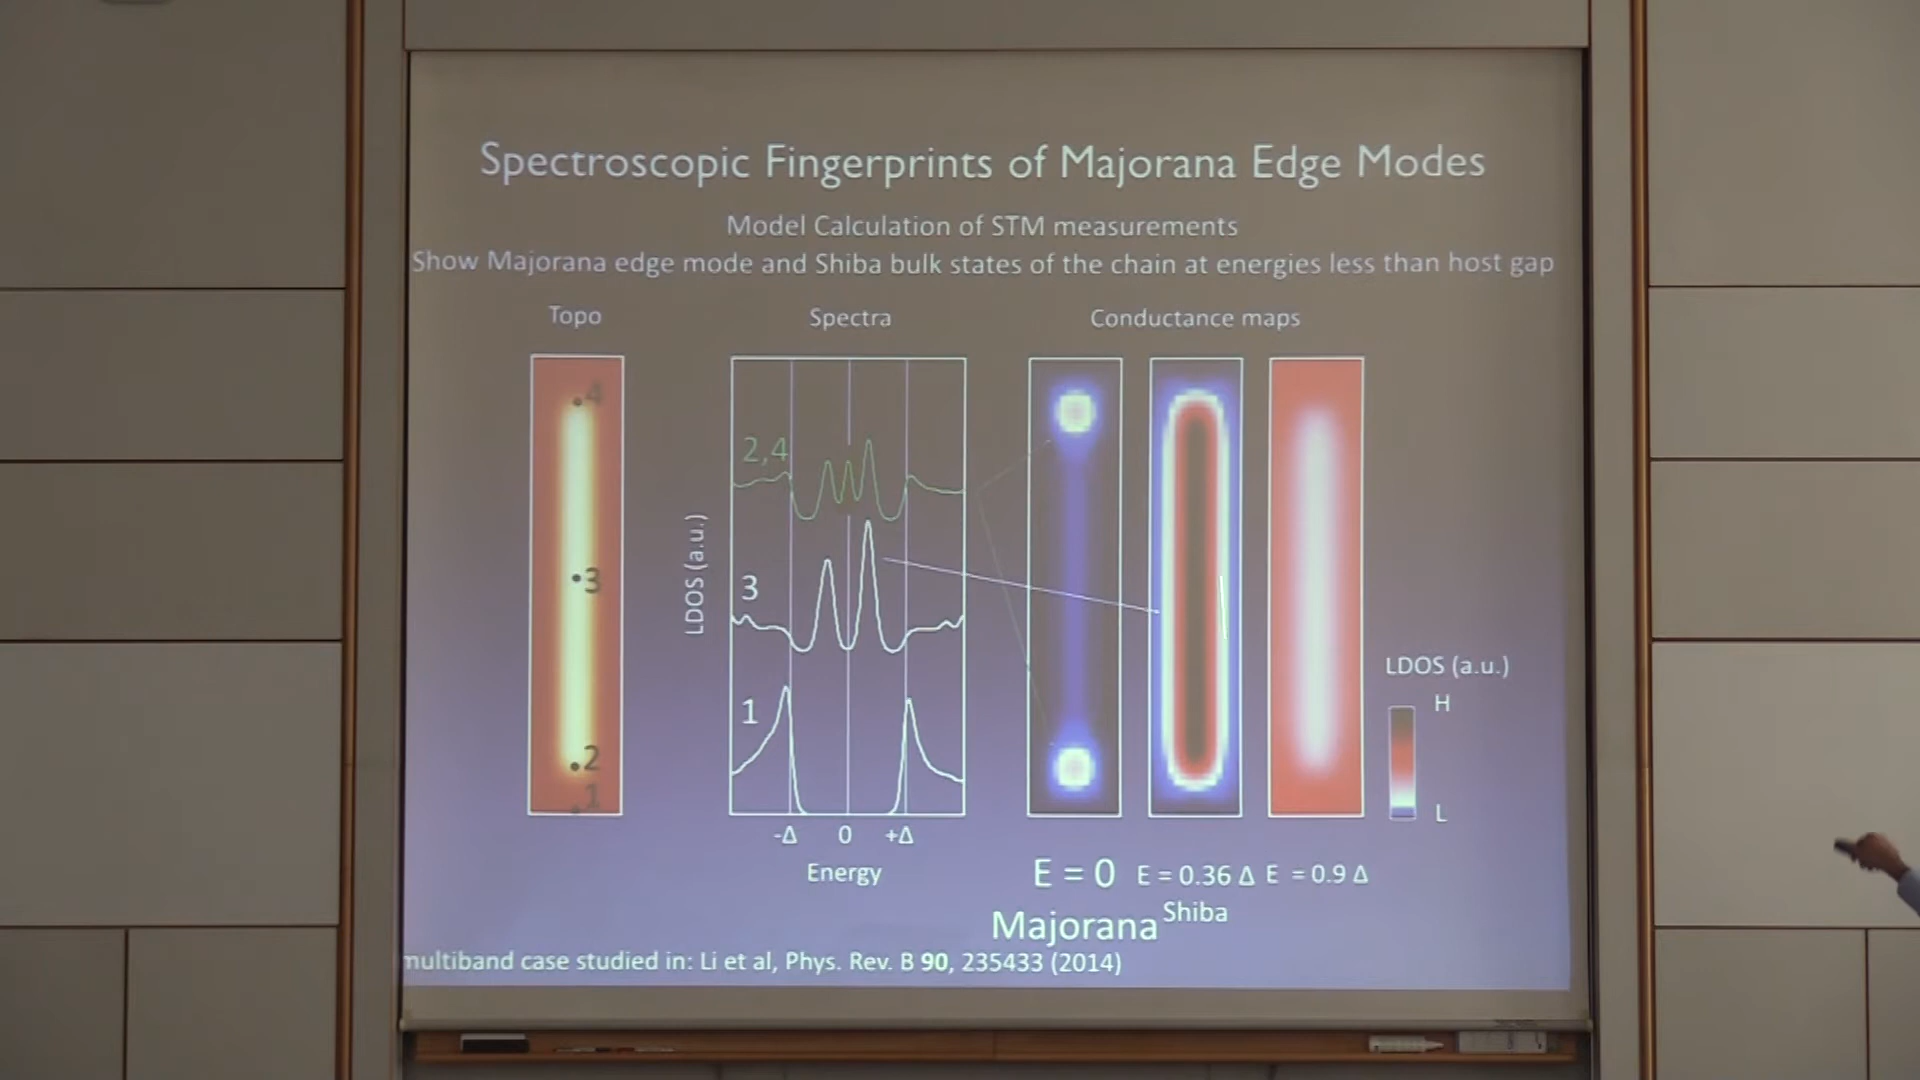 Spectroscopic Fingerprints of Majorana Edge Modes
Model Calculation of STM measurements
Show Majorana edge mode and Shiba bulk states of the chain at energies less than host gap
Topo
Spectra
Conductance maps
4
3
2
1
LDOS (a.u.)
2,4
3
1
-Δ 0 +Δ
Energy
LDOS (a.u.)
H
L
E = 0 E = 0.36 Δ E = 0.9 Δ
Majorana Shiba
multiband case studied in: Li et al, Phys. Rev. B 90, 235433 (2014)